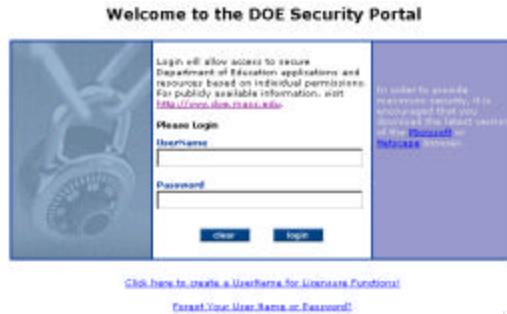 Welcome to the DOE Security Portal
Login will allow access to secure
Department of Education applications and
resources based on individual permissions.
For publicly available information, visit
http://www.doe.mass.edu.
Please Login
UserName
Password
clear
login
In order to provide
maximum security, it is
encouraged that you
download the latest version
of the Microsoft or
Netscape browser.
Click here to create a UserName for Licensure Functions!
Forgot Your User Name or Password?